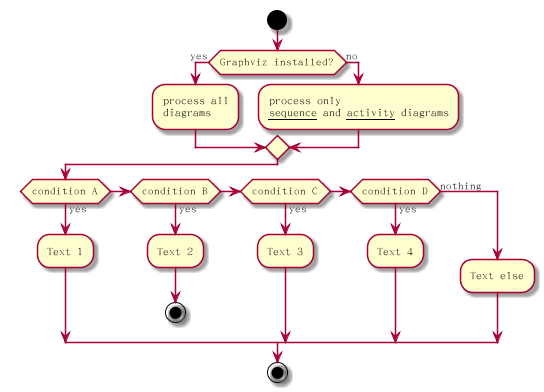 yes
Graphviz installed?
no
process all
diagrams
process only
sequence and activity diagrams
condition A
condition B
condition C
condition D
nothing
yes
yes
yes
yes
Text 1
Text 2
Text 3
Text 4
Text else